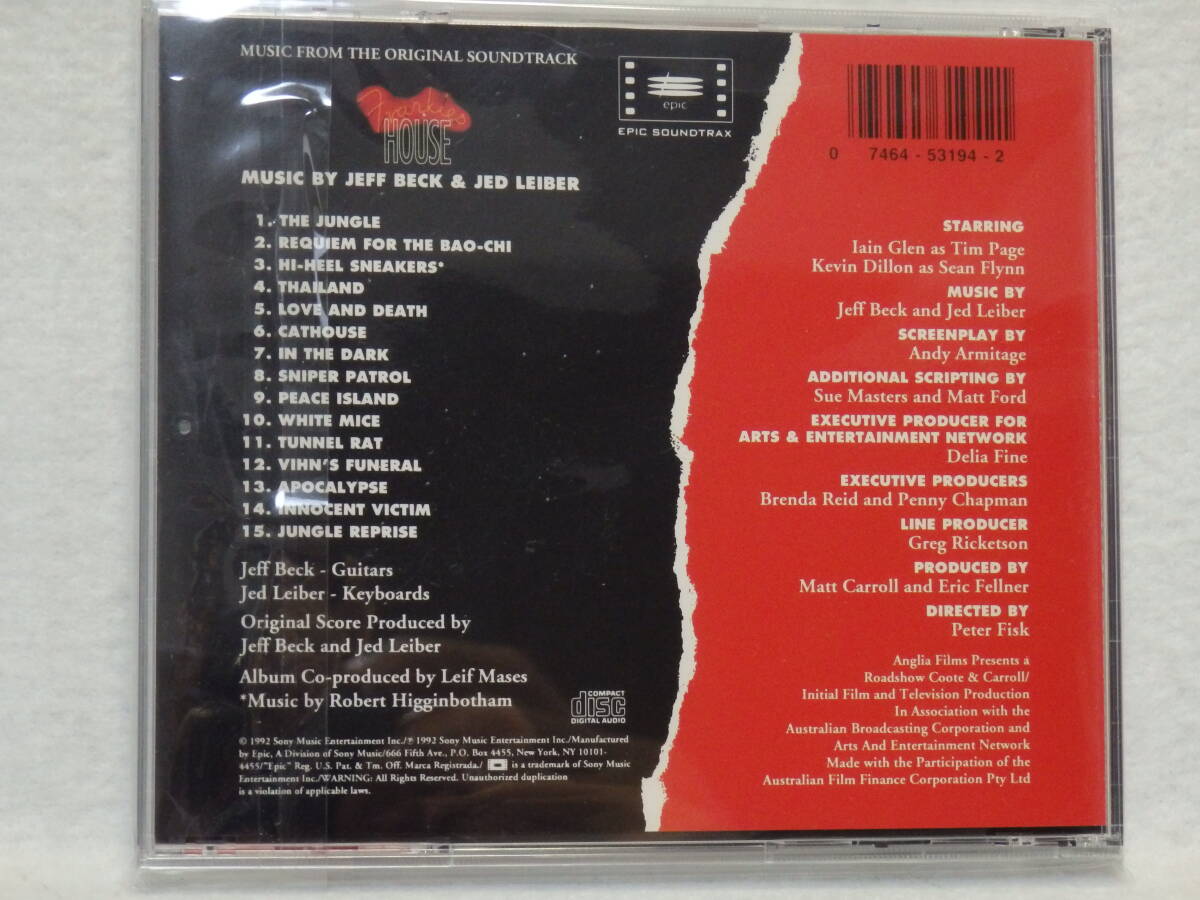 MUSIC FROM THE ORIGINAL SOUNDTRACK
Frankie's
HOUSE
MUSIC BY JEFF BECK & JED LEIBER
1. THE JUNGLE
2. REQUIEM FOR THE BAO-CHI
3. HI-HEEL SNEAKERS*
4. THAILAND
5. LOVE AND DEATH
6. CATHOUSE
7. IN THE DARK
8. SNIPER PATROL
9. PEACE ISLAND
10. WHITE MICE
11. TUNNEL RAT
12. VIHN'S FUNERAL
13. APOCALYPSE
14. INNOCENT VICTIM
15. JUNGLE REPRISE
Jeff Beck - Guitars
Jed Leiber - Keyboards
Original Score Produced by
Jeff Beck and Jed Leiber
Album Co-produced by Leif Mases
*Music by Robert Higginbotham
COMPACT
disc
DIGITAL AUDIO
© 1992 Sony Music Entertainment Inc./℗ 1992 Sony Music Entertainment Inc./Manufactured
by Epic, A Division of Sony Music/666 Fifth Ave., P.O. Box 4455, New York, NY 10101-
4455/"Epic" Reg. U.S. Pat. & Tm. Off. Marca Registrada./ is a trademark of Sony Music
Entertainment Inc./WARNING: All Rights Reserved. Unauthorized duplication
is a violation of applicable laws.
epic
EPIC SOUNDTRAX
0 7464-53194-2
STARRING
Iain Glen as Tim Page
Kevin Dillon as Sean Flynn
MUSIC BY
Jeff Beck and Jed Leiber
SCREENPLAY BY
Andy Armitage
ADDITIONAL SCRIPTING BY
Sue Masters and Matt Ford
EXECUTIVE PRODUCER FOR
ARTS & ENTERTAINMENT NETWORK
Delia Fine
EXECUTIVE PRODUCERS
Brenda Reid and Penny Chapman
LINE PRODUCER
Greg Ricketson
PRODUCED BY
Matt Carroll and Eric Fellner
DIRECTED BY
Peter Fisk
Anglia Films Presents a
Roadshow Coote & Carroll/
Initial Film and Television Production
In Association with the
Australian Broadcasting Corporation and
Arts And Entertainment Network
Made with the Participation of the
Australian Film Finance Corporation Pty Ltd